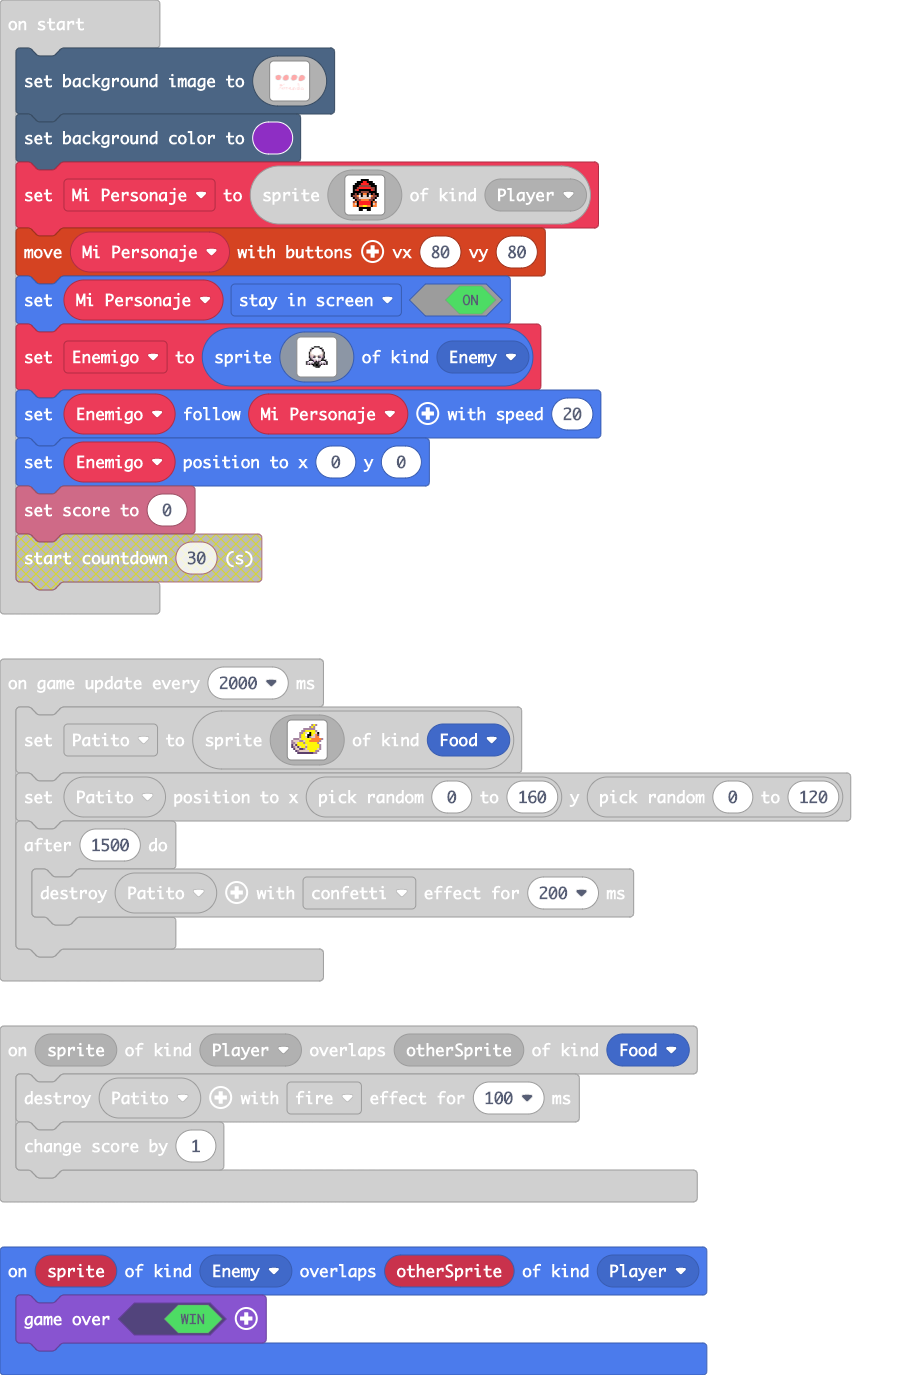 on start
set background image to
set background color to
set Mi Personaje to sprite of kind Player
move Mi Personaje with buttons vx 80 vy 80
set Mi Personaje stay in screen ON
set Enemigo to sprite of kind Enemy
set Enemigo follow Mi Personaje with speed 20
set Enemigo position to x 0 y 0
set score to 0
start countdown 30 (s)
on game update every 2000 ms
set Patito to sprite of kind Food
set Patito position to x pick random 0 to 160 y pick random 0 to 120
after 1500 do
destroy Patito with confetti effect for 200 ms
on sprite of kind Player overlaps otherSprite of kind Food
destroy Patito with fire effect for 100 ms
change score by 1
on sprite of kind Enemy overlaps otherSprite of kind Player
game over WIN